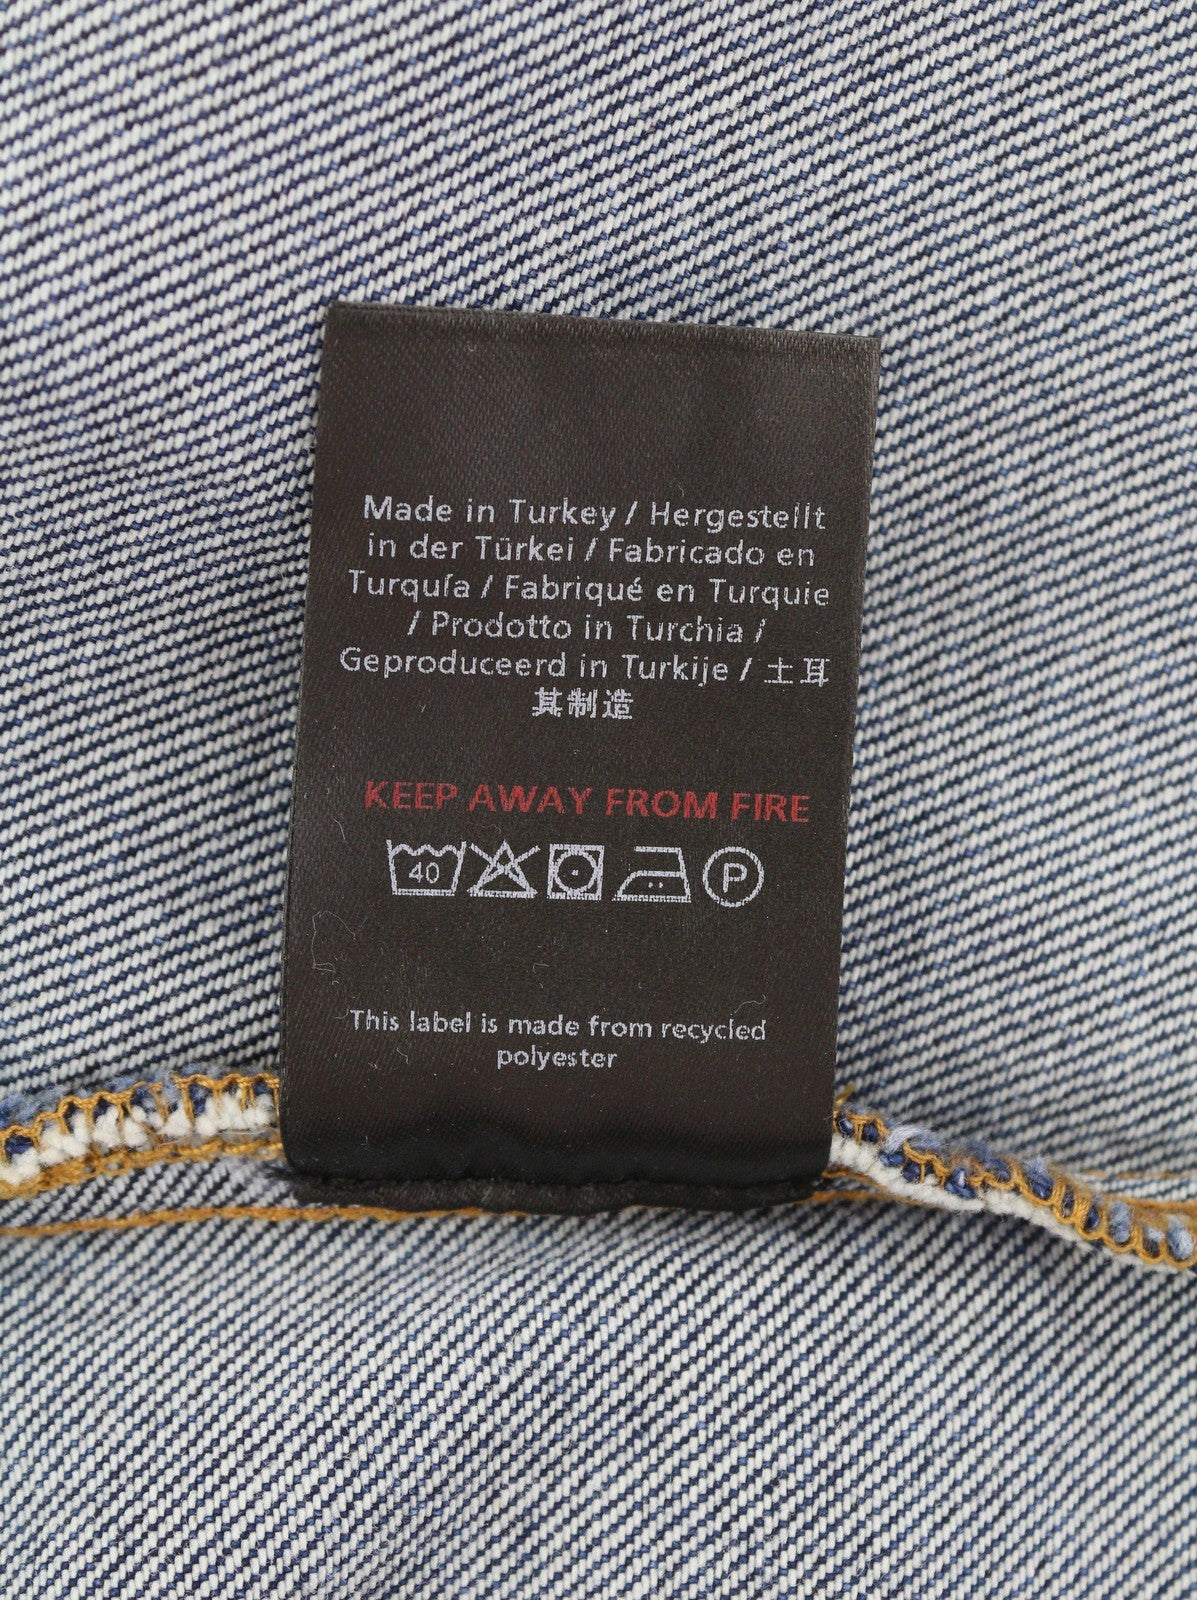 Made in Turkey / Hergestellt
in der Türkei / Fabricado en
Turquía / Fabriqué en Turquie
/ Prodotto in Turchia /
Geproduceerd in Turkije / 土耳
其制造
KEEP AWAY FROM FIRE
40 P
This label is made from recycled
polyester